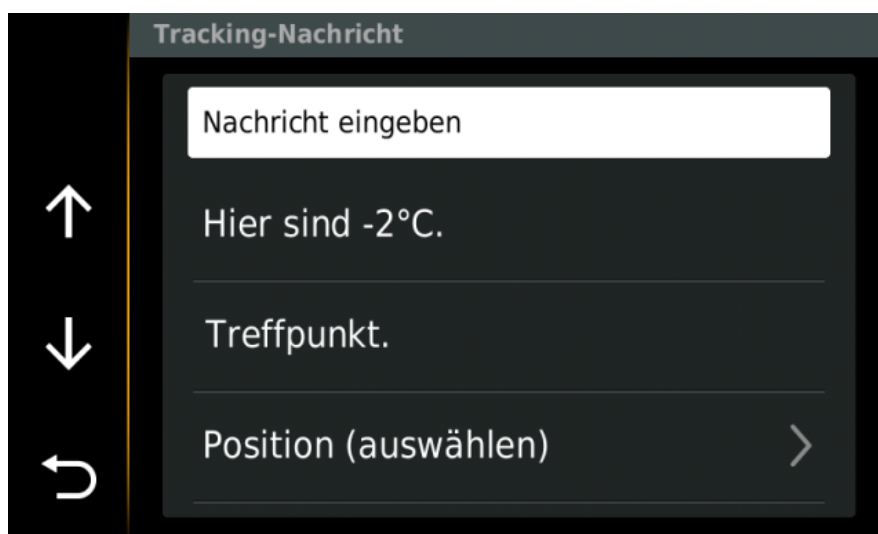 Tracking-Nachricht
Nachricht eingeben
Hier sind -2°C.
Treffpunkt.
Position (auswählen)